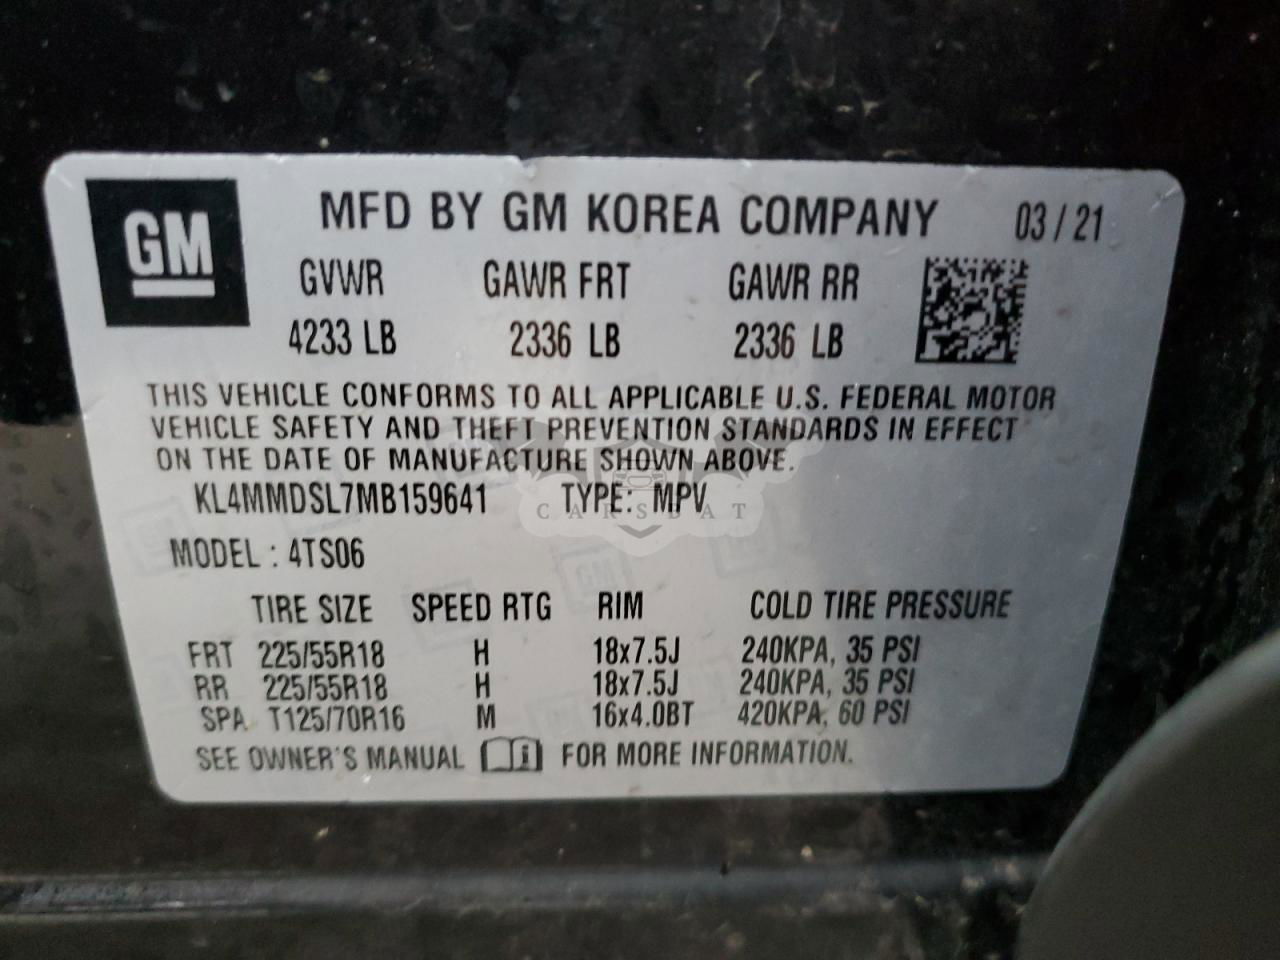 GM
MFD BY GM KOREA COMPANY 03 / 21
GVWR GAWR FRT GAWR RR
4233 LB 2336 LB 2336 LB
THIS VEHICLE CONFORMS TO ALL APPLICABLE U.S. FEDERAL MOTOR
VEHICLE SAFETY AND THEFT PREVENTION STANDARDS IN EFFECT
ON THE DATE OF MANUFACTURE SHOWN ABOVE.
KL4MMDSL7MB159641 TYPE: MPV
CARSBAT
MODEL : 4TS06
TIRE SIZE SPEED RTG RIM COLD TIRE PRESSURE
FRT 225/55R18 H 18x7.5J 240KPA, 35 PSI
RR 225/55R18 H 18x7.5J 240KPA, 35 PSI
SPA T125/70R16 M 16x4.0BT 420KPA, 60 PSI
SEE OWNER'S MANUAL i FOR MORE INFORMATION.